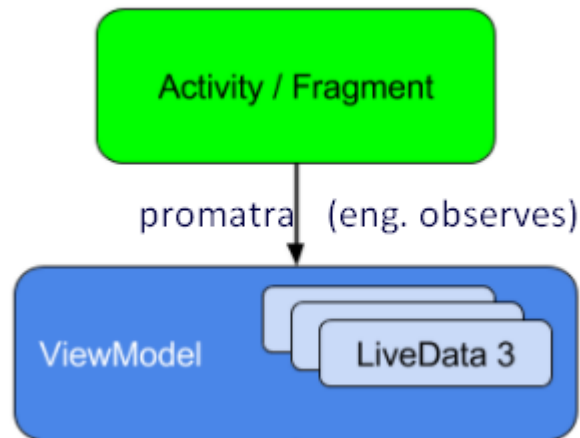 Activity / Fragment
promatra (eng. observes)
ViewModel
LiveData 3